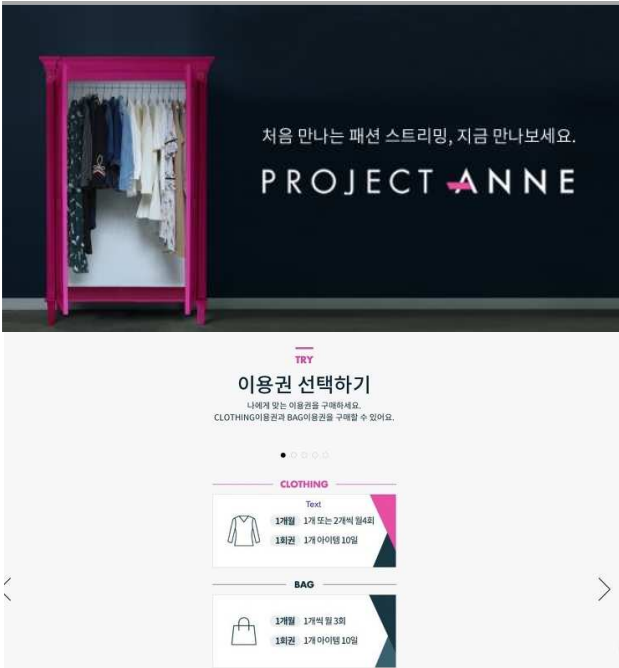 처음 만나는 패션 스트리밍, 지금 만나보세요.
PROJECT ANNE
TRY
이용권 선택하기
나에게 맞는 이용권을 구매하세요.
CLOTHING이용권과 BAG이용권을 구매할 수 있어요.
CLOTHING
Text
1개월 1개 또는 2개씩 월4회
1회권 1개 아이템 10일
BAG
1개월 1개씩 월 3회
1회권 1개 아이템 10일